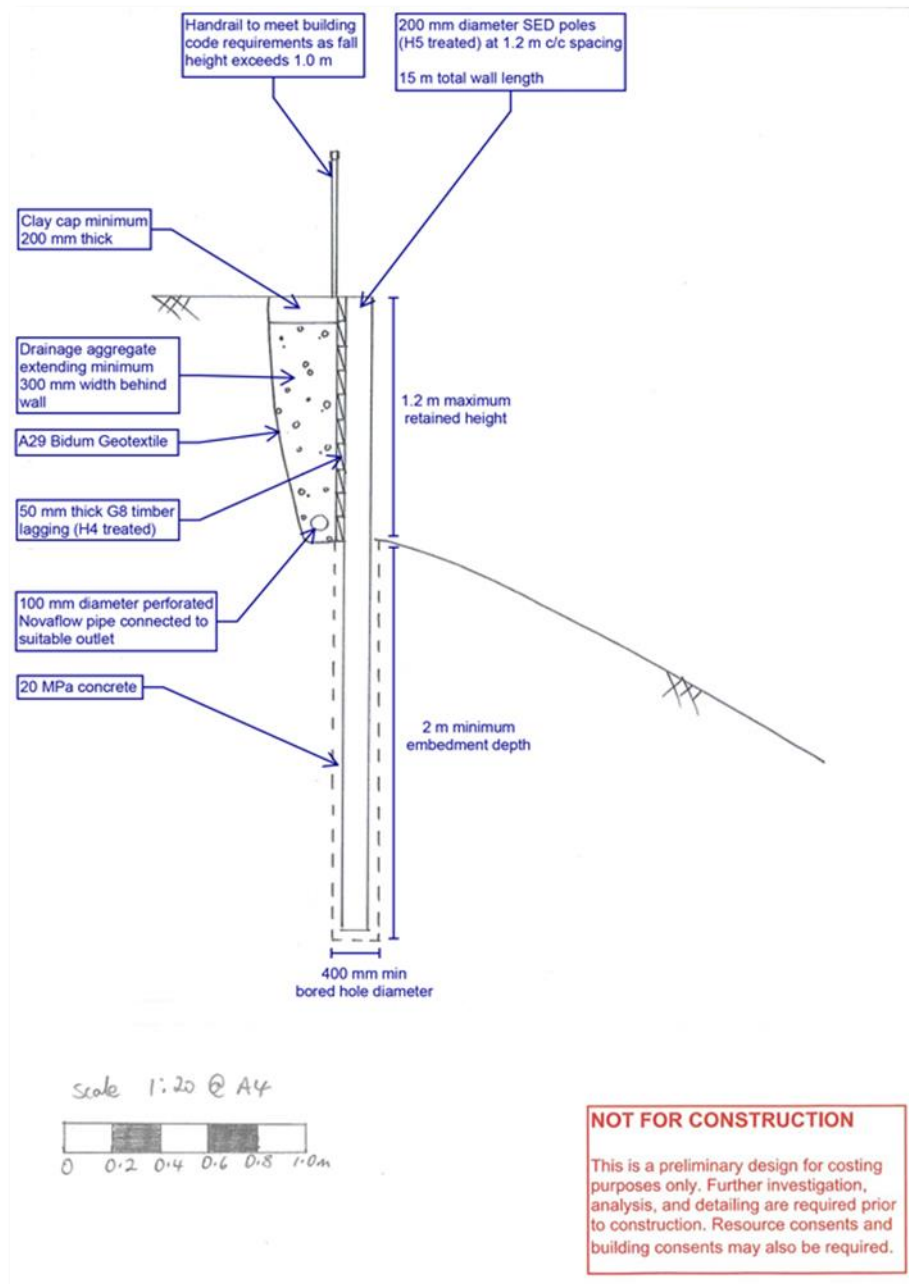 Handrail to meet building
code requirements as fall
height exceeds 1.0 m
200 mm diameter SED poles
(H5 treated) at 1.2 m c/c spacing
15 m total wall length
Clay cap minimum
200 mm thick
Drainage aggregate
extending minimum
300 mm width behind
wall
A29 Bidum Geotextile
50 mm thick G8 timber
lagging (H4 treated)
1.2 m maximum
retained height
100 mm diameter perforated
Novaflow pipe connected to
suitable outlet
20 MPa concrete
2 m minimum
embedment depth
400 mm min
bored hole diameter
scale 1:20 @ A4
0 0.2 0.4 0.6 0.8 1.0m
NOT FOR CONSTRUCTION
This is a preliminary design for costing
purposes only. Further investigation,
analysis, and detailing are required prior
to construction. Resource consents and
building consents may also be required.